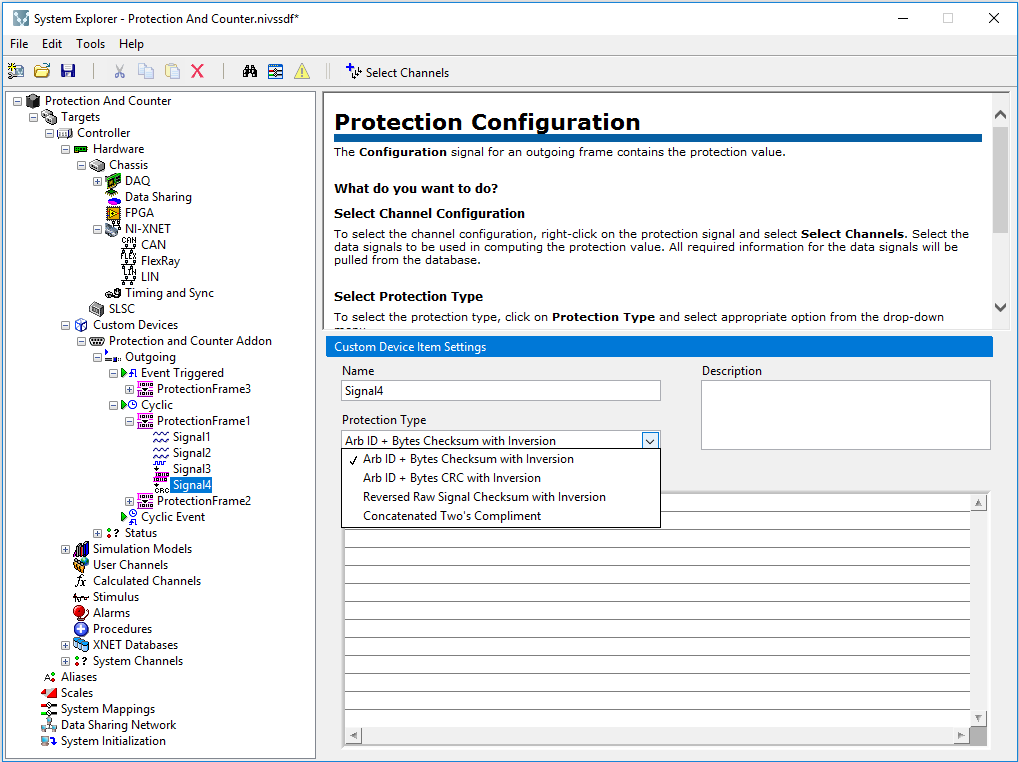 System Explorer - Protection And Counter.nivssdf*
File Edit Tools Help
Select Channels
Protection And Counter
Targets
Controller
Hardware
Chassis
DAQ
Data Sharing
FPGA
NI-XNET
CAN
CAN
FLEX
FlexRay
LIN
LIN
Timing and Sync
SLSC
Custom Devices
Protection and Counter Addon
Outgoing
Event Triggered
ProtectionFrame3
Cyclic
ProtectionFrame1
Signal1
Signal2
Signal3
Signal4
CRC
ProtectionFrame2
Cyclic Event
Status
Simulation Models
User Channels
fx Calculated Channels
Stimulus
Alarms
Procedures
XNET Databases
System Channels
Aliases
Scales
System Mappings
Data Sharing Network
System Initialization
Protection Configuration
The Configuration signal for an outgoing frame contains the protection value.
What do you want to do?
Select Channel Configuration
To select the channel configuration, right-click on the protection signal and select Select Channels. Select the
data signals to be used in computing the protection value. All required information for the data signals will be
pulled from the database.
Select Protection Type
To select the protection type, click on Protection Type and select appropriate option from the drop-down
menu.
Custom Device Item Settings
Name
Signal4
Description
Protection Type
Arb ID + Bytes Checksum with Inversion
Arb ID + Bytes Checksum with Inversion
Arb ID + Bytes CRC with Inversion
Reversed Raw Signal Checksum with Inversion
Concatenated Two's Compliment